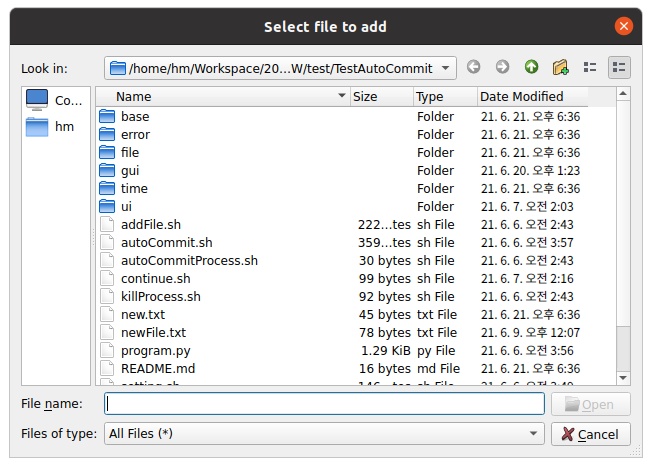 Select file to add
Look in: /home/hm/Workspace/20...W/test/TestAutoCommit
Co...
hm
Name Size Type Date Modified
base Folder 21. 6. 21. 오후 6:36
error Folder 21. 6. 21. 오후 6:36
file Folder 21. 6. 21. 오후 6:36
gui Folder 21. 6. 20. 오후 1:23
time Folder 21. 6. 21. 오후 6:36
ui Folder 21. 6. 7. 오전 2:03
addFile.sh 222...tes sh File 21. 6. 6. 오전 2:43
autoCommit.sh 359...tes sh File 21. 6. 6. 오전 3:57
autoCommitProcess.sh 30 bytes sh File 21. 6. 6. 오전 2:43
continue.sh 99 bytes sh File 21. 6. 7. 오전 2:16
killProcess.sh 92 bytes sh File 21. 6. 6. 오전 2:43
new.txt 45 bytes txt File 21. 6. 21. 오후 6:36
newFile.txt 78 bytes txt File 21. 6. 9. 오후 12:07
program.py 1.29 KiB py File 21. 6. 6. 오전 3:56
README.md 16 bytes md File 21. 6. 21. 오후 6:36
setting.sh 146...tes sh File
File name: Open
Files of type: All Files (*) Cancel